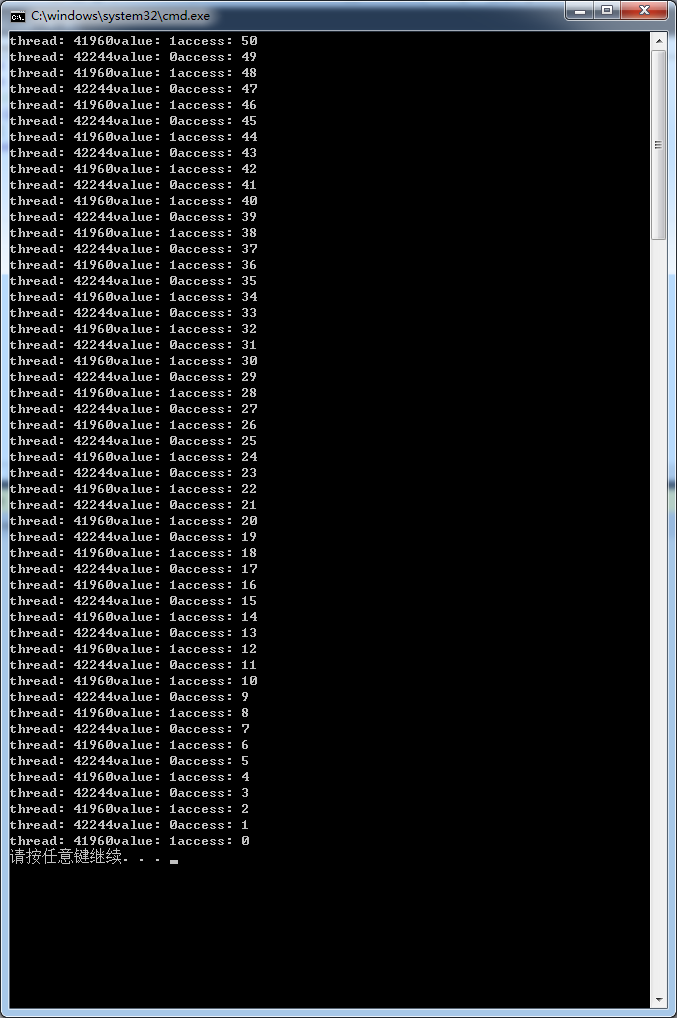 C:\windows\system32\cmd.exe
thread: 41960value: 1access: 50
thread: 42244value: 0access: 49
thread: 41960value: 1access: 48
thread: 42244value: 0access: 47
thread: 41960value: 1access: 46
thread: 42244value: 0access: 45
thread: 41960value: 1access: 44
thread: 42244value: 0access: 43
thread: 41960value: 1access: 42
thread: 42244value: 0access: 41
thread: 41960value: 1access: 40
thread: 42244value: 0access: 39
thread: 41960value: 1access: 38
thread: 42244value: 0access: 37
thread: 41960value: 1access: 36
thread: 42244value: 0access: 35
thread: 41960value: 1access: 34
thread: 42244value: 0access: 33
thread: 41960value: 1access: 32
thread: 42244value: 0access: 31
thread: 41960value: 1access: 30
thread: 42244value: 0access: 29
thread: 41960value: 1access: 28
thread: 42244value: 0access: 27
thread: 41960value: 1access: 26
thread: 42244value: 0access: 25
thread: 41960value: 1access: 24
thread: 42244value: 0access: 23
thread: 41960value: 1access: 22
thread: 42244value: 0access: 21
thread: 41960value: 1access: 20
thread: 42244value: 0access: 19
thread: 41960value: 1access: 18
thread: 42244value: 0access: 17
thread: 41960value: 1access: 16
thread: 42244value: 0access: 15
thread: 41960value: 1access: 14
thread: 42244value: 0access: 13
thread: 41960value: 1access: 12
thread: 42244value: 0access: 11
thread: 41960value: 1access: 10
thread: 42244value: 0access: 9
thread: 41960value: 1access: 8
thread: 42244value: 0access: 7
thread: 41960value: 1access: 6
thread: 42244value: 0access: 5
thread: 41960value: 1access: 4
thread: 42244value: 0access: 3
thread: 41960value: 1access: 2
thread: 42244value: 0access: 1
thread: 41960value: 1access: 0
请按任意键继续. . .